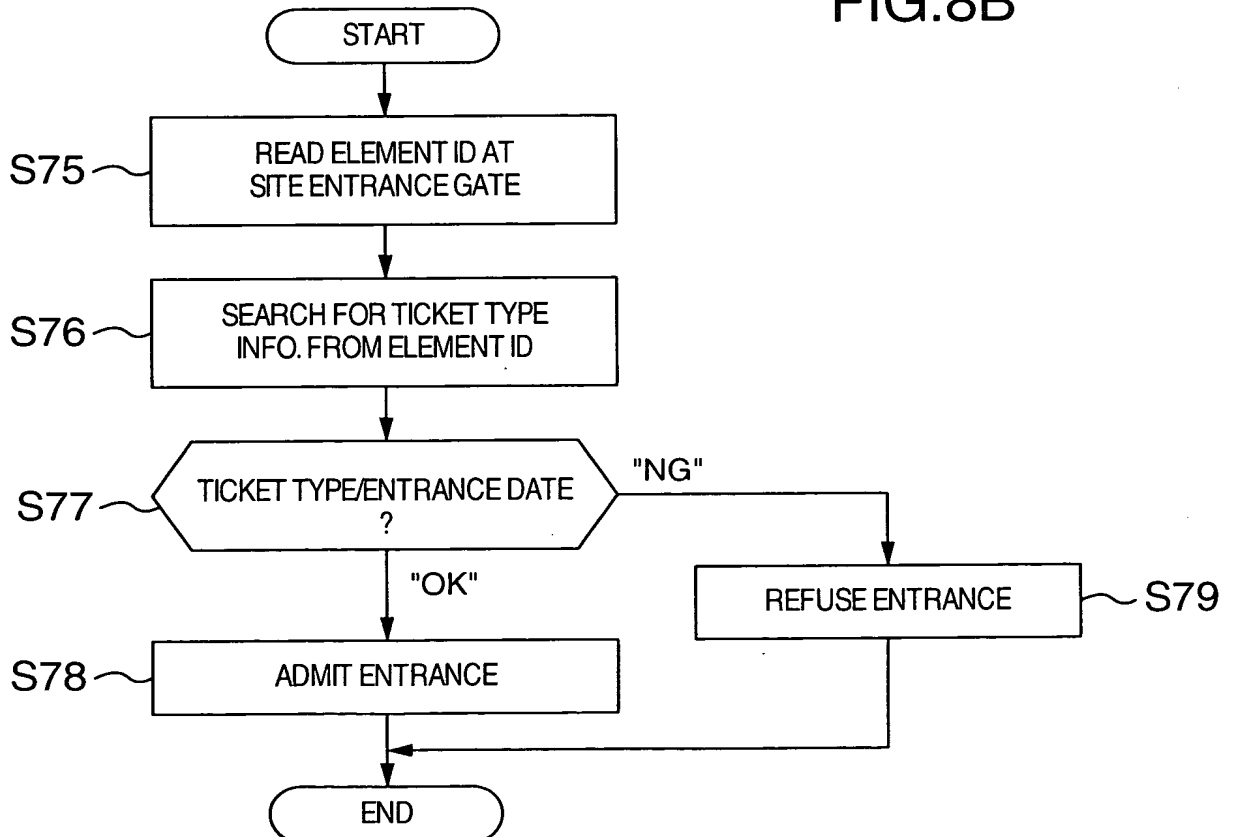 FIG.8B
START
S75
READ ELEMENT ID AT
SITE ENTRANCE GATE
S76
SEARCH FOR TICKET TYPE
INFO. FROM ELEMENT ID
S77
TICKET TYPE/ENTRANCE DATE
?
"NG"
"OK"
REFUSE ENTRANCE
S79
S78
ADMIT ENTRANCE
END